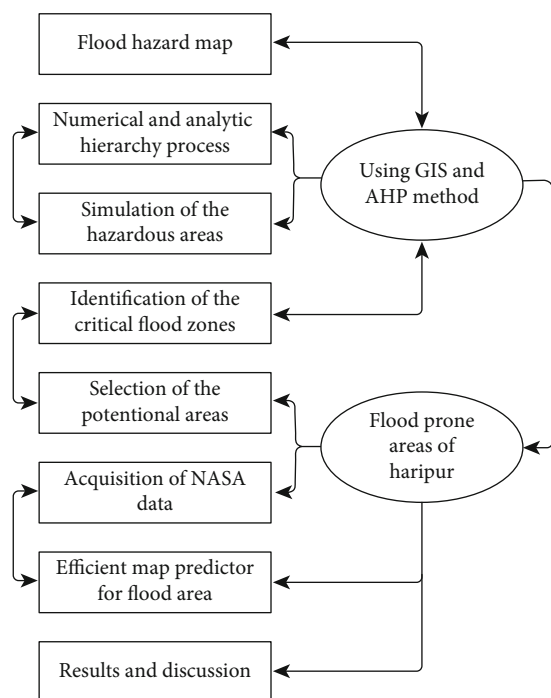 Flood hazard map
Numerical and analytic
hierarchy process
Simulation of the
hazardous areas
Using GIS and
AHP method
Identification of the
critical flood zones
Selection of the
potentional areas
Acquisition of NASA
data
Flood prone
areas of
haripur
Efficient map predictor
for flood area
Results and discussion